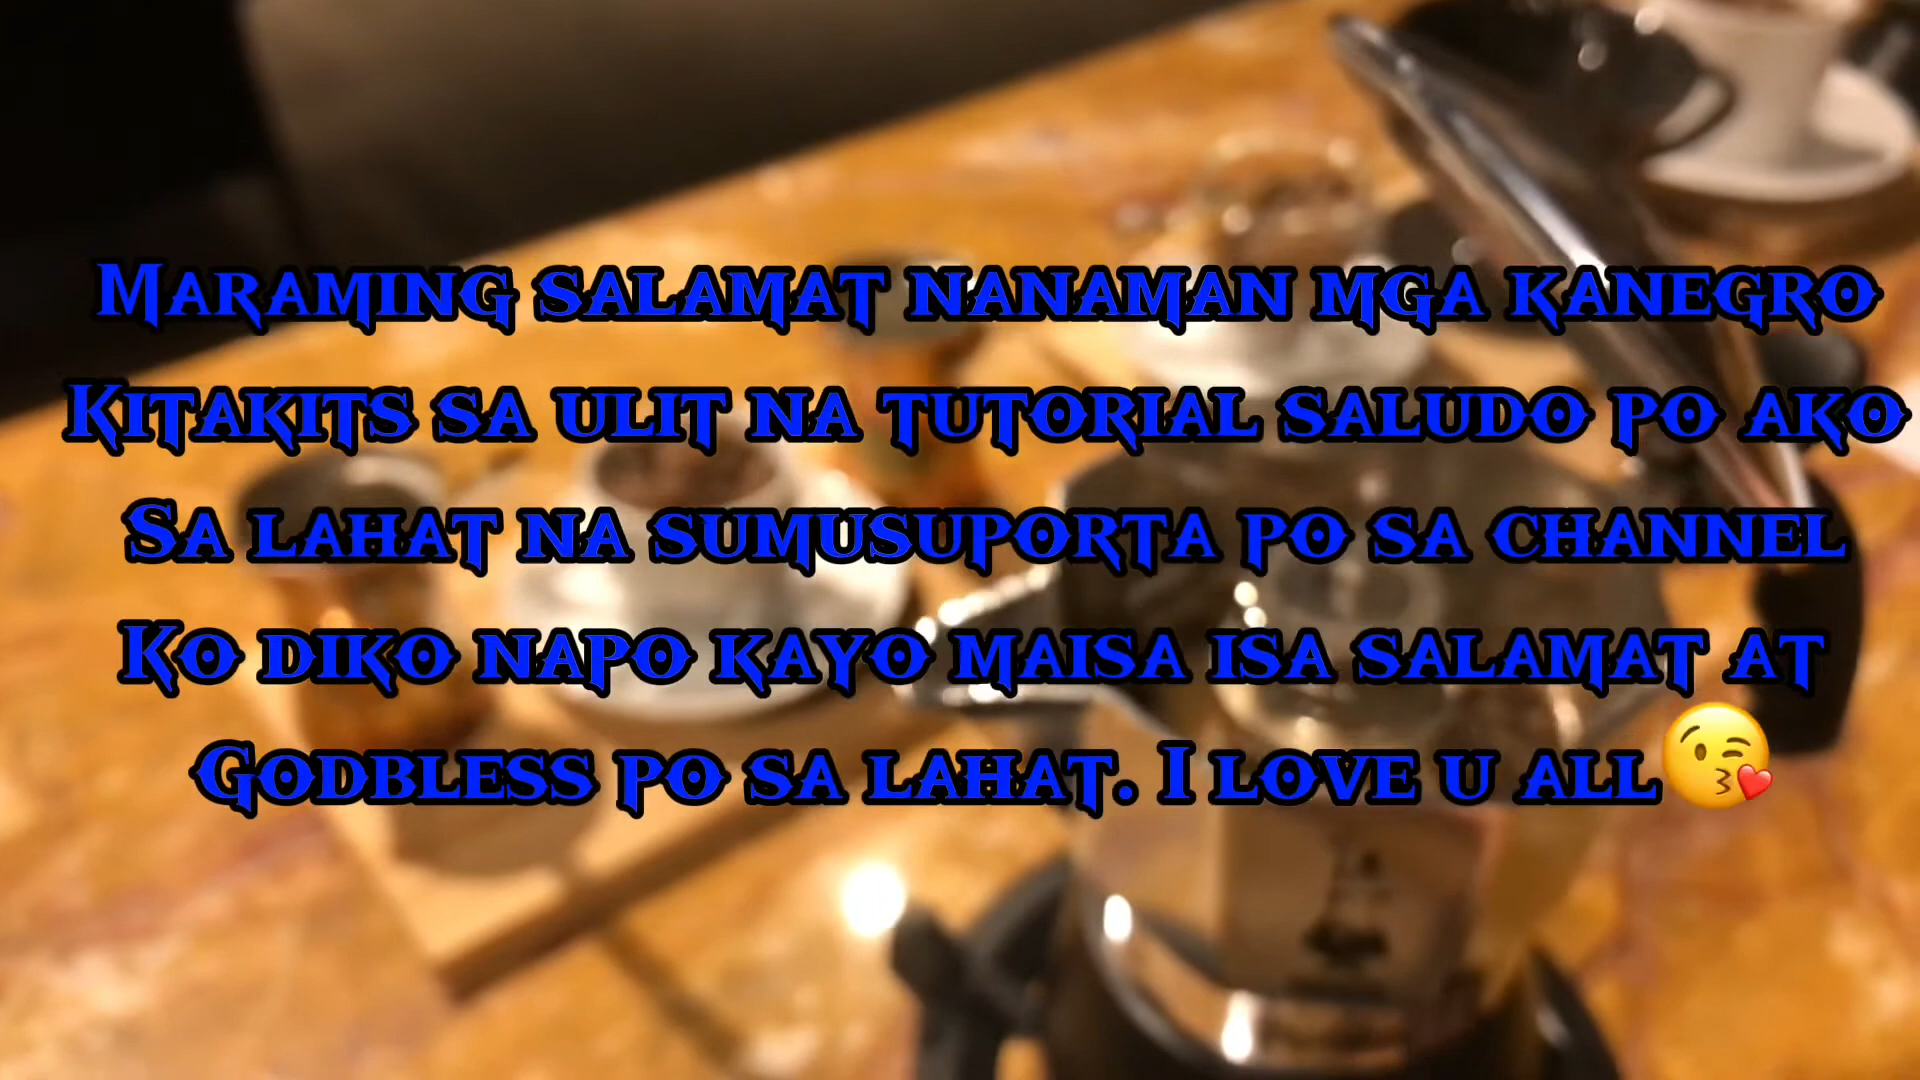 Maraming salamat nanaman mga kanegro
Kitakits sa ulit na tutorial saludo po ako
Sa lahat na sumusuporta po sa channel
Ko diko napo kayo maisa isa salamat at
Godbless po sa lahat. I love u all😘